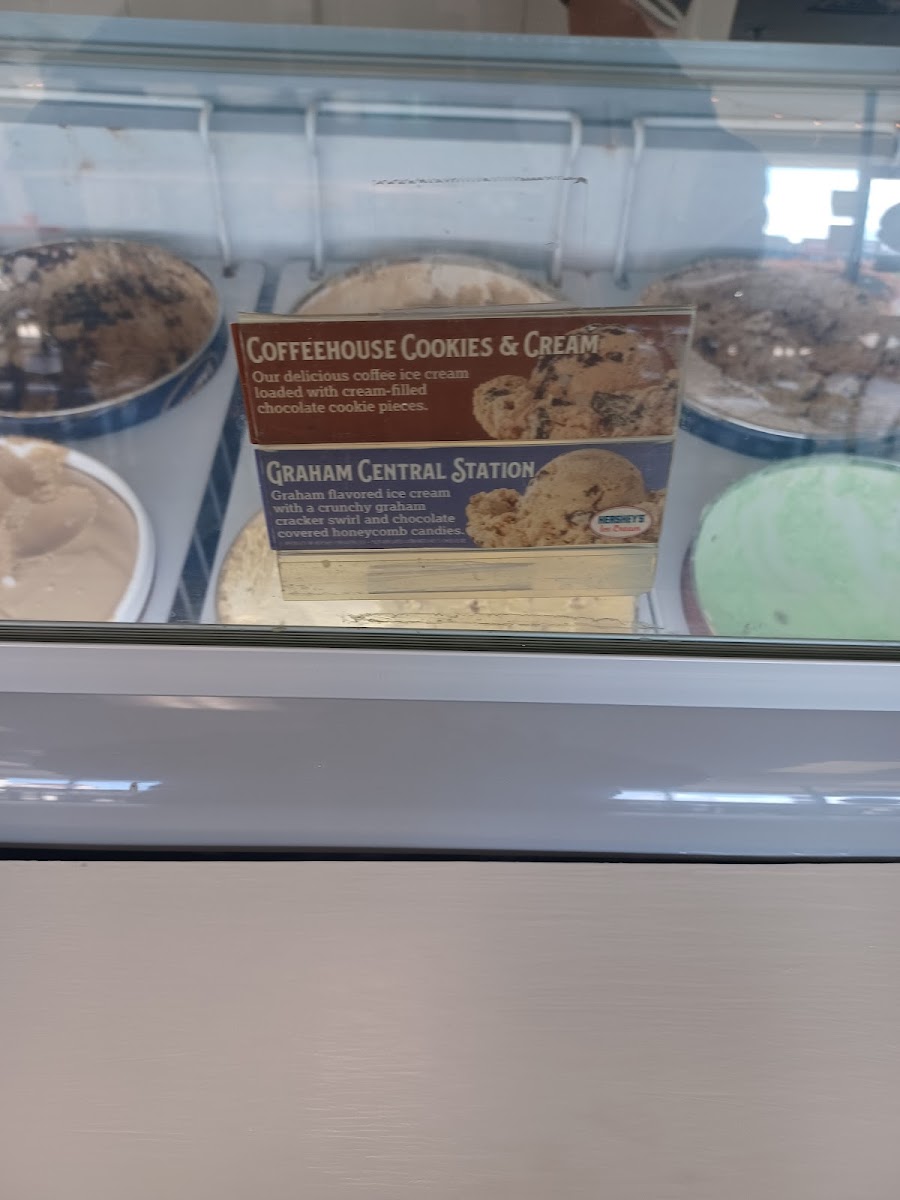 COFFEEHOUSE COOKIES & CREAM
Our delicious coffee ice cream
loaded with cream-filled
chocolate cookie pieces.
GRAHAM CENTRAL STATION
Graham flavored ice cream
with a crunchy graham
cracker swirl and chocolate
covered honeycomb candies.
HERSHEY'S
Ice Cream